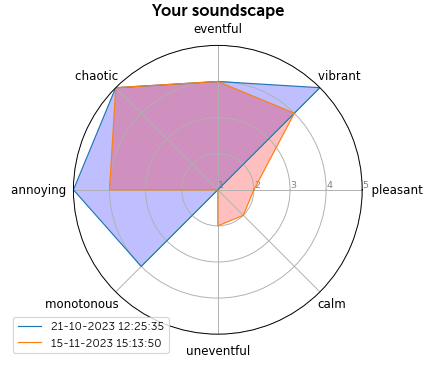 Your soundscape
eventful
chaotic
vibrant
annoying
1 2 3 4 5
pleasant
monotonous
calm
uneventful
21-10-2023 12:25:35
15-11-2023 15:13:50